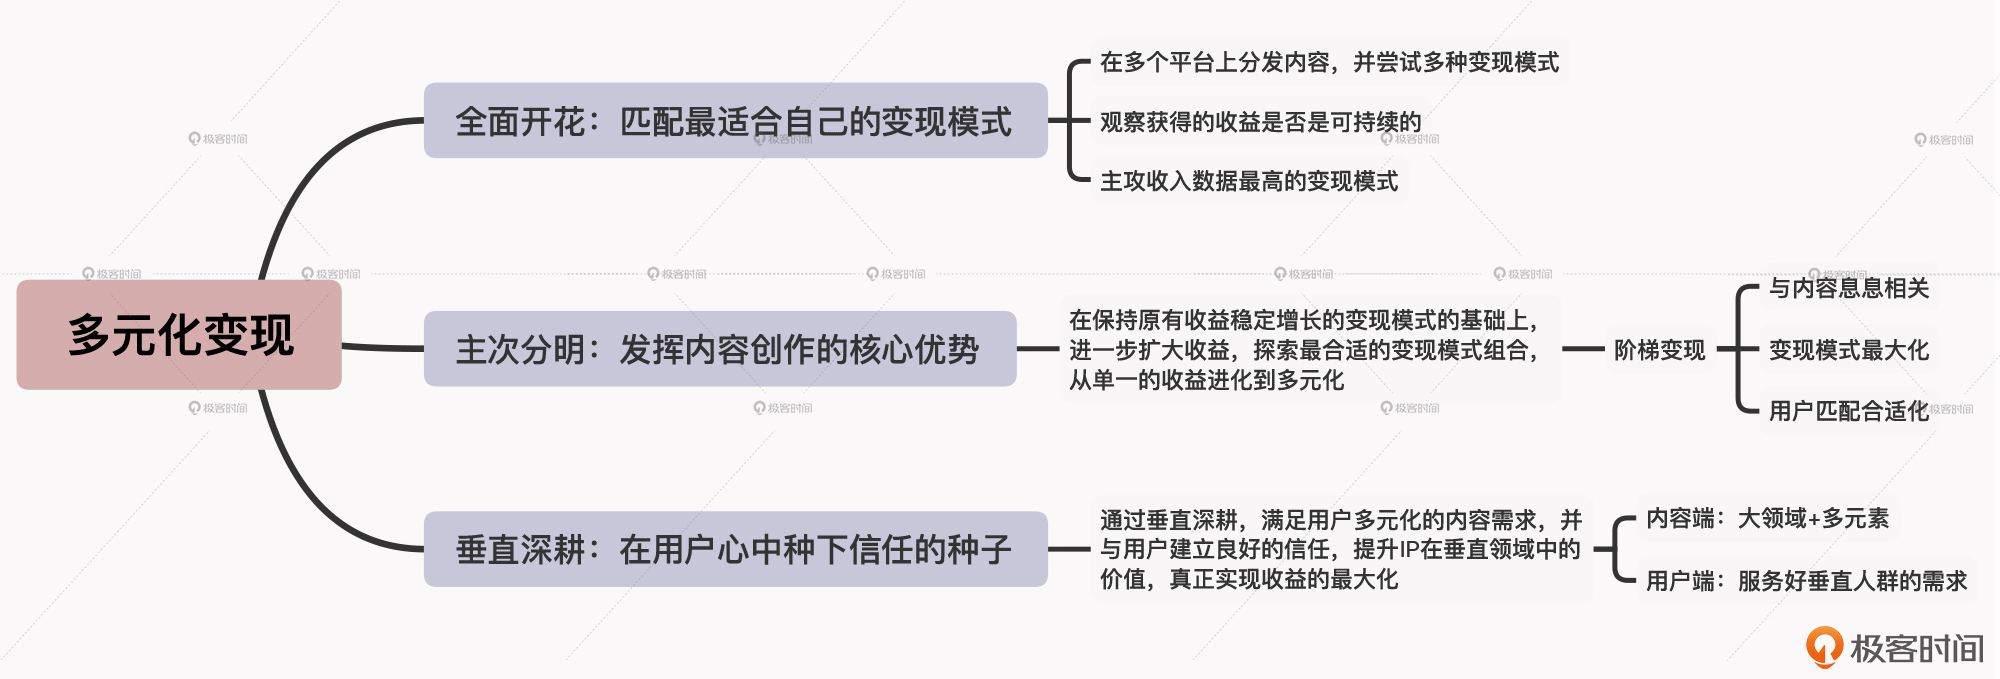 多元化变现
全面开花：匹配最适合自己的变现模式
在多个平台上分发内容，并尝试多种变现模式
观察获得的收益是否是可持续的
主攻收入数据最高的变现模式
主次分明：发挥内容创作的核心优势
在保持原有收益稳定增长的变现模式的基础上，
进一步扩大收益，探索最合适的变现模式组合，
从单一的收益进化到多元化
阶梯变现
与内容息息相关
变现模式最大化
用户匹配合适化
垂直深耕：在用户心中种下信任的种子
通过垂直深耕，满足用户多元化的内容需求，并
与用户建立良好的信任，提升IP在垂直领域中的
价值，真正实现收益的最大化
内容端：大领域+多元素
用户端：服务好垂直人群的需求
极客时间